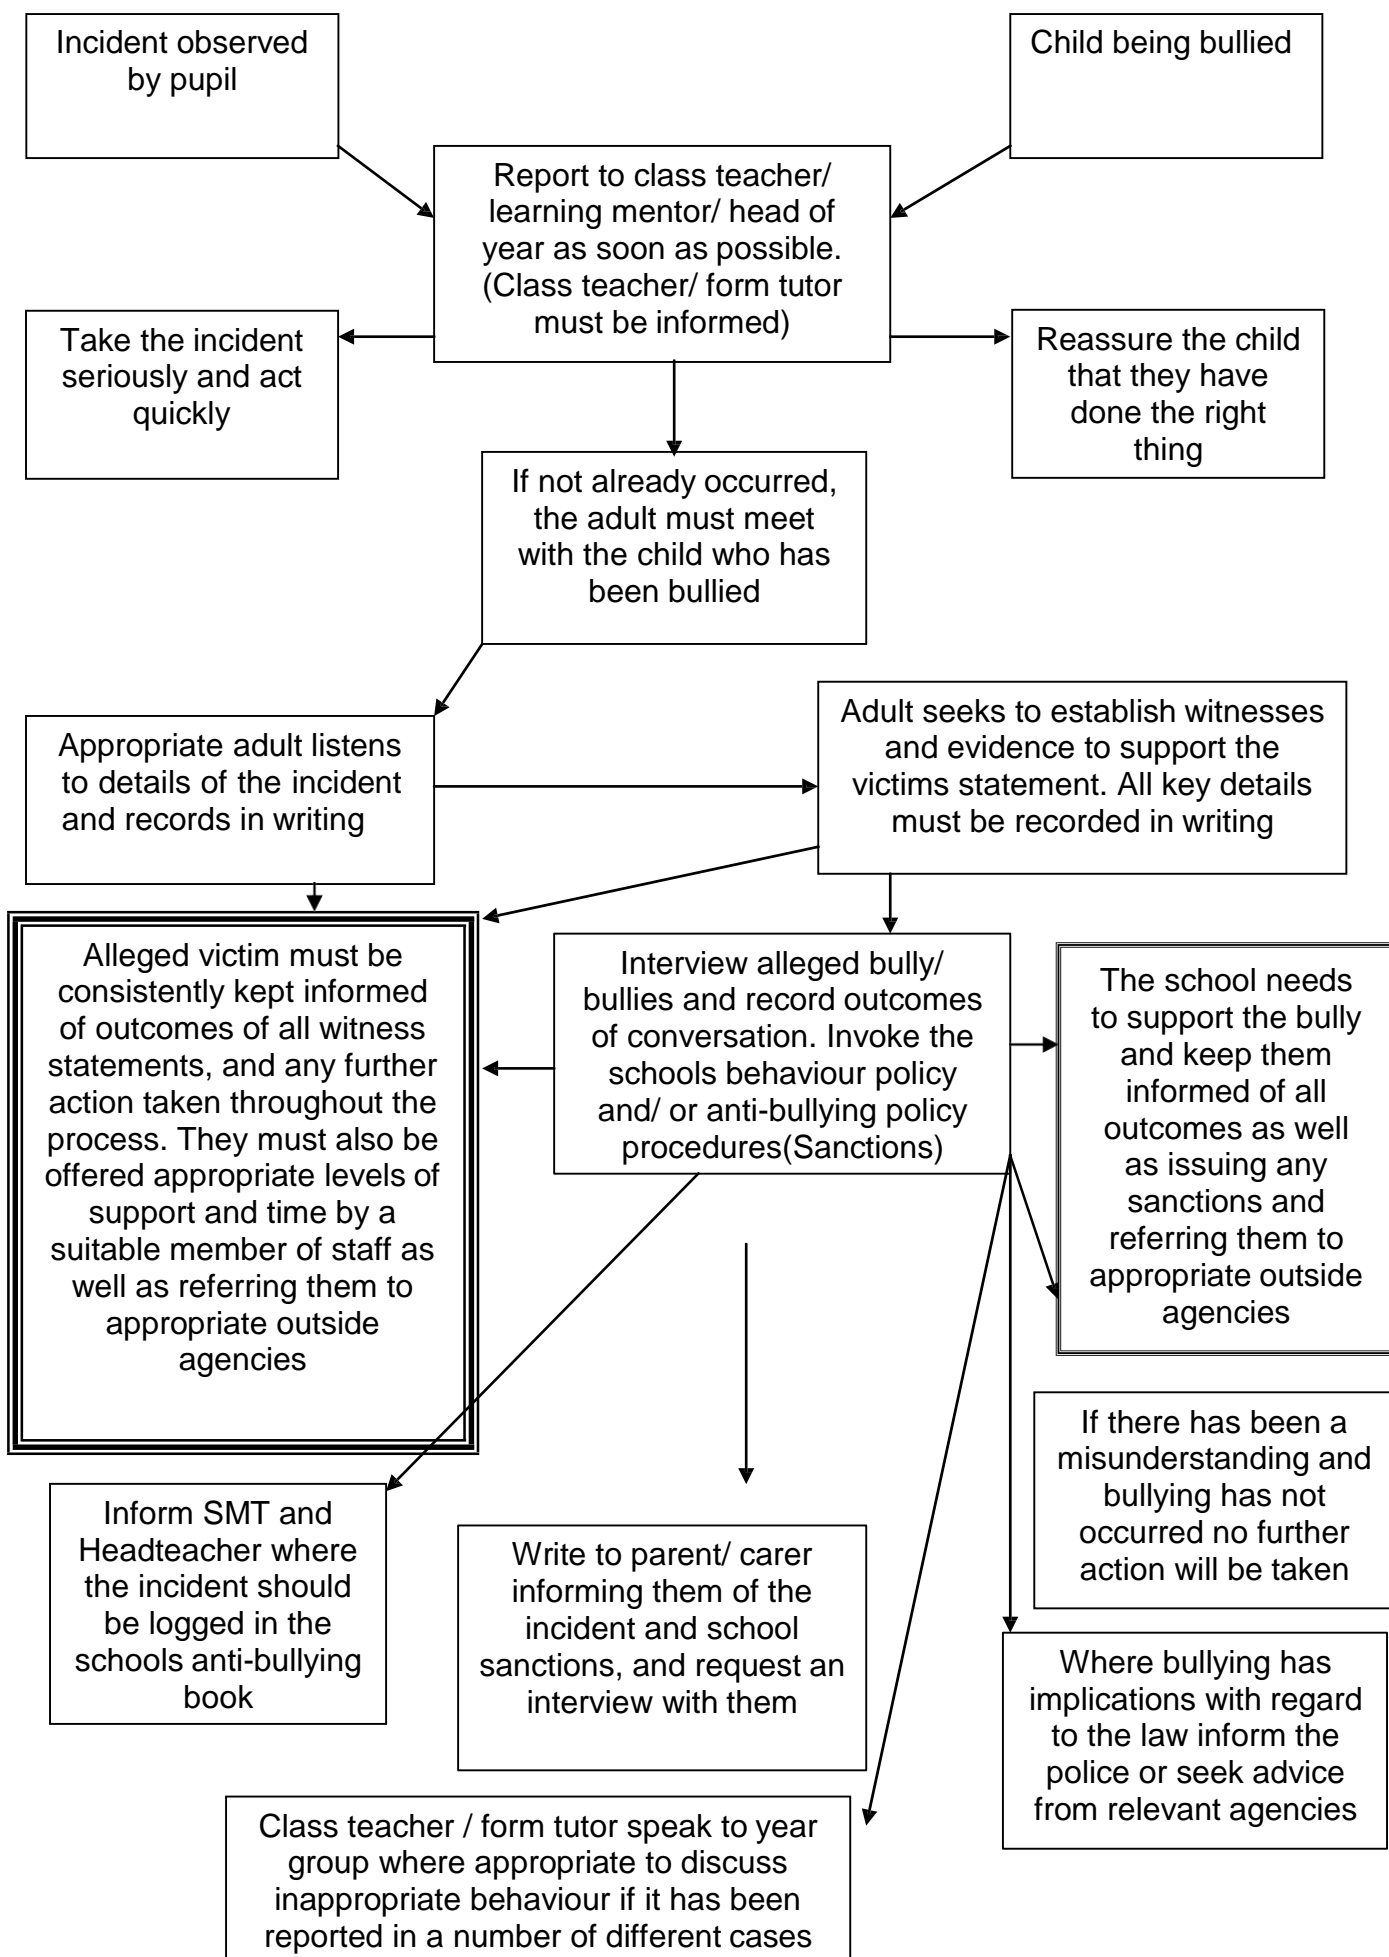 Incident observed
by pupil
Child being bullied
Report to class teacher/
learning mentor/ head of
year as soon as possible.
(Class teacher/ form tutor
must be informed)
Take the incident
seriously and act
quickly
Reassure the child
that they have
done the right
thing
If not already occurred,
the adult must meet
with the child who has
been bullied
Appropriate adult listens
to details of the incident
and records in writing
Adult seeks to establish witnesses
and evidence to support the
victims statement. All key details
must be recorded in writing
Alleged victim must be
consistently kept informed
of outcomes of all witness
statements, and any further
action taken throughout the
process. They must also be
offered appropriate levels of
support and time by a
suitable member of staff as
well as referring them to
appropriate outside
agencies
Interview alleged bully/
bullies and record outcomes
of conversation. Invoke the
schools behaviour policy
and/ or anti-bullying policy
procedures(Sanctions)
The school needs
to support the bully
and keep them
informed of all
outcomes as well
as issuing any
sanctions and
referring them to
appropriate outside
agencies
If there has been a
misunderstanding and
bullying has not
occurred no further
action will be taken
Inform SMT and
Headteacher where
the incident should
be logged in the
schools anti-bullying
book
Write to parent/ carer
informing them of the
incident and school
sanctions, and request an
interview with them
Where bullying has
implications with regard
to the law inform the
police or seek advice
from relevant agencies
Class teacher / form tutor speak to year
group where appropriate to discuss
inappropriate behaviour if it has been
reported in a number of different cases